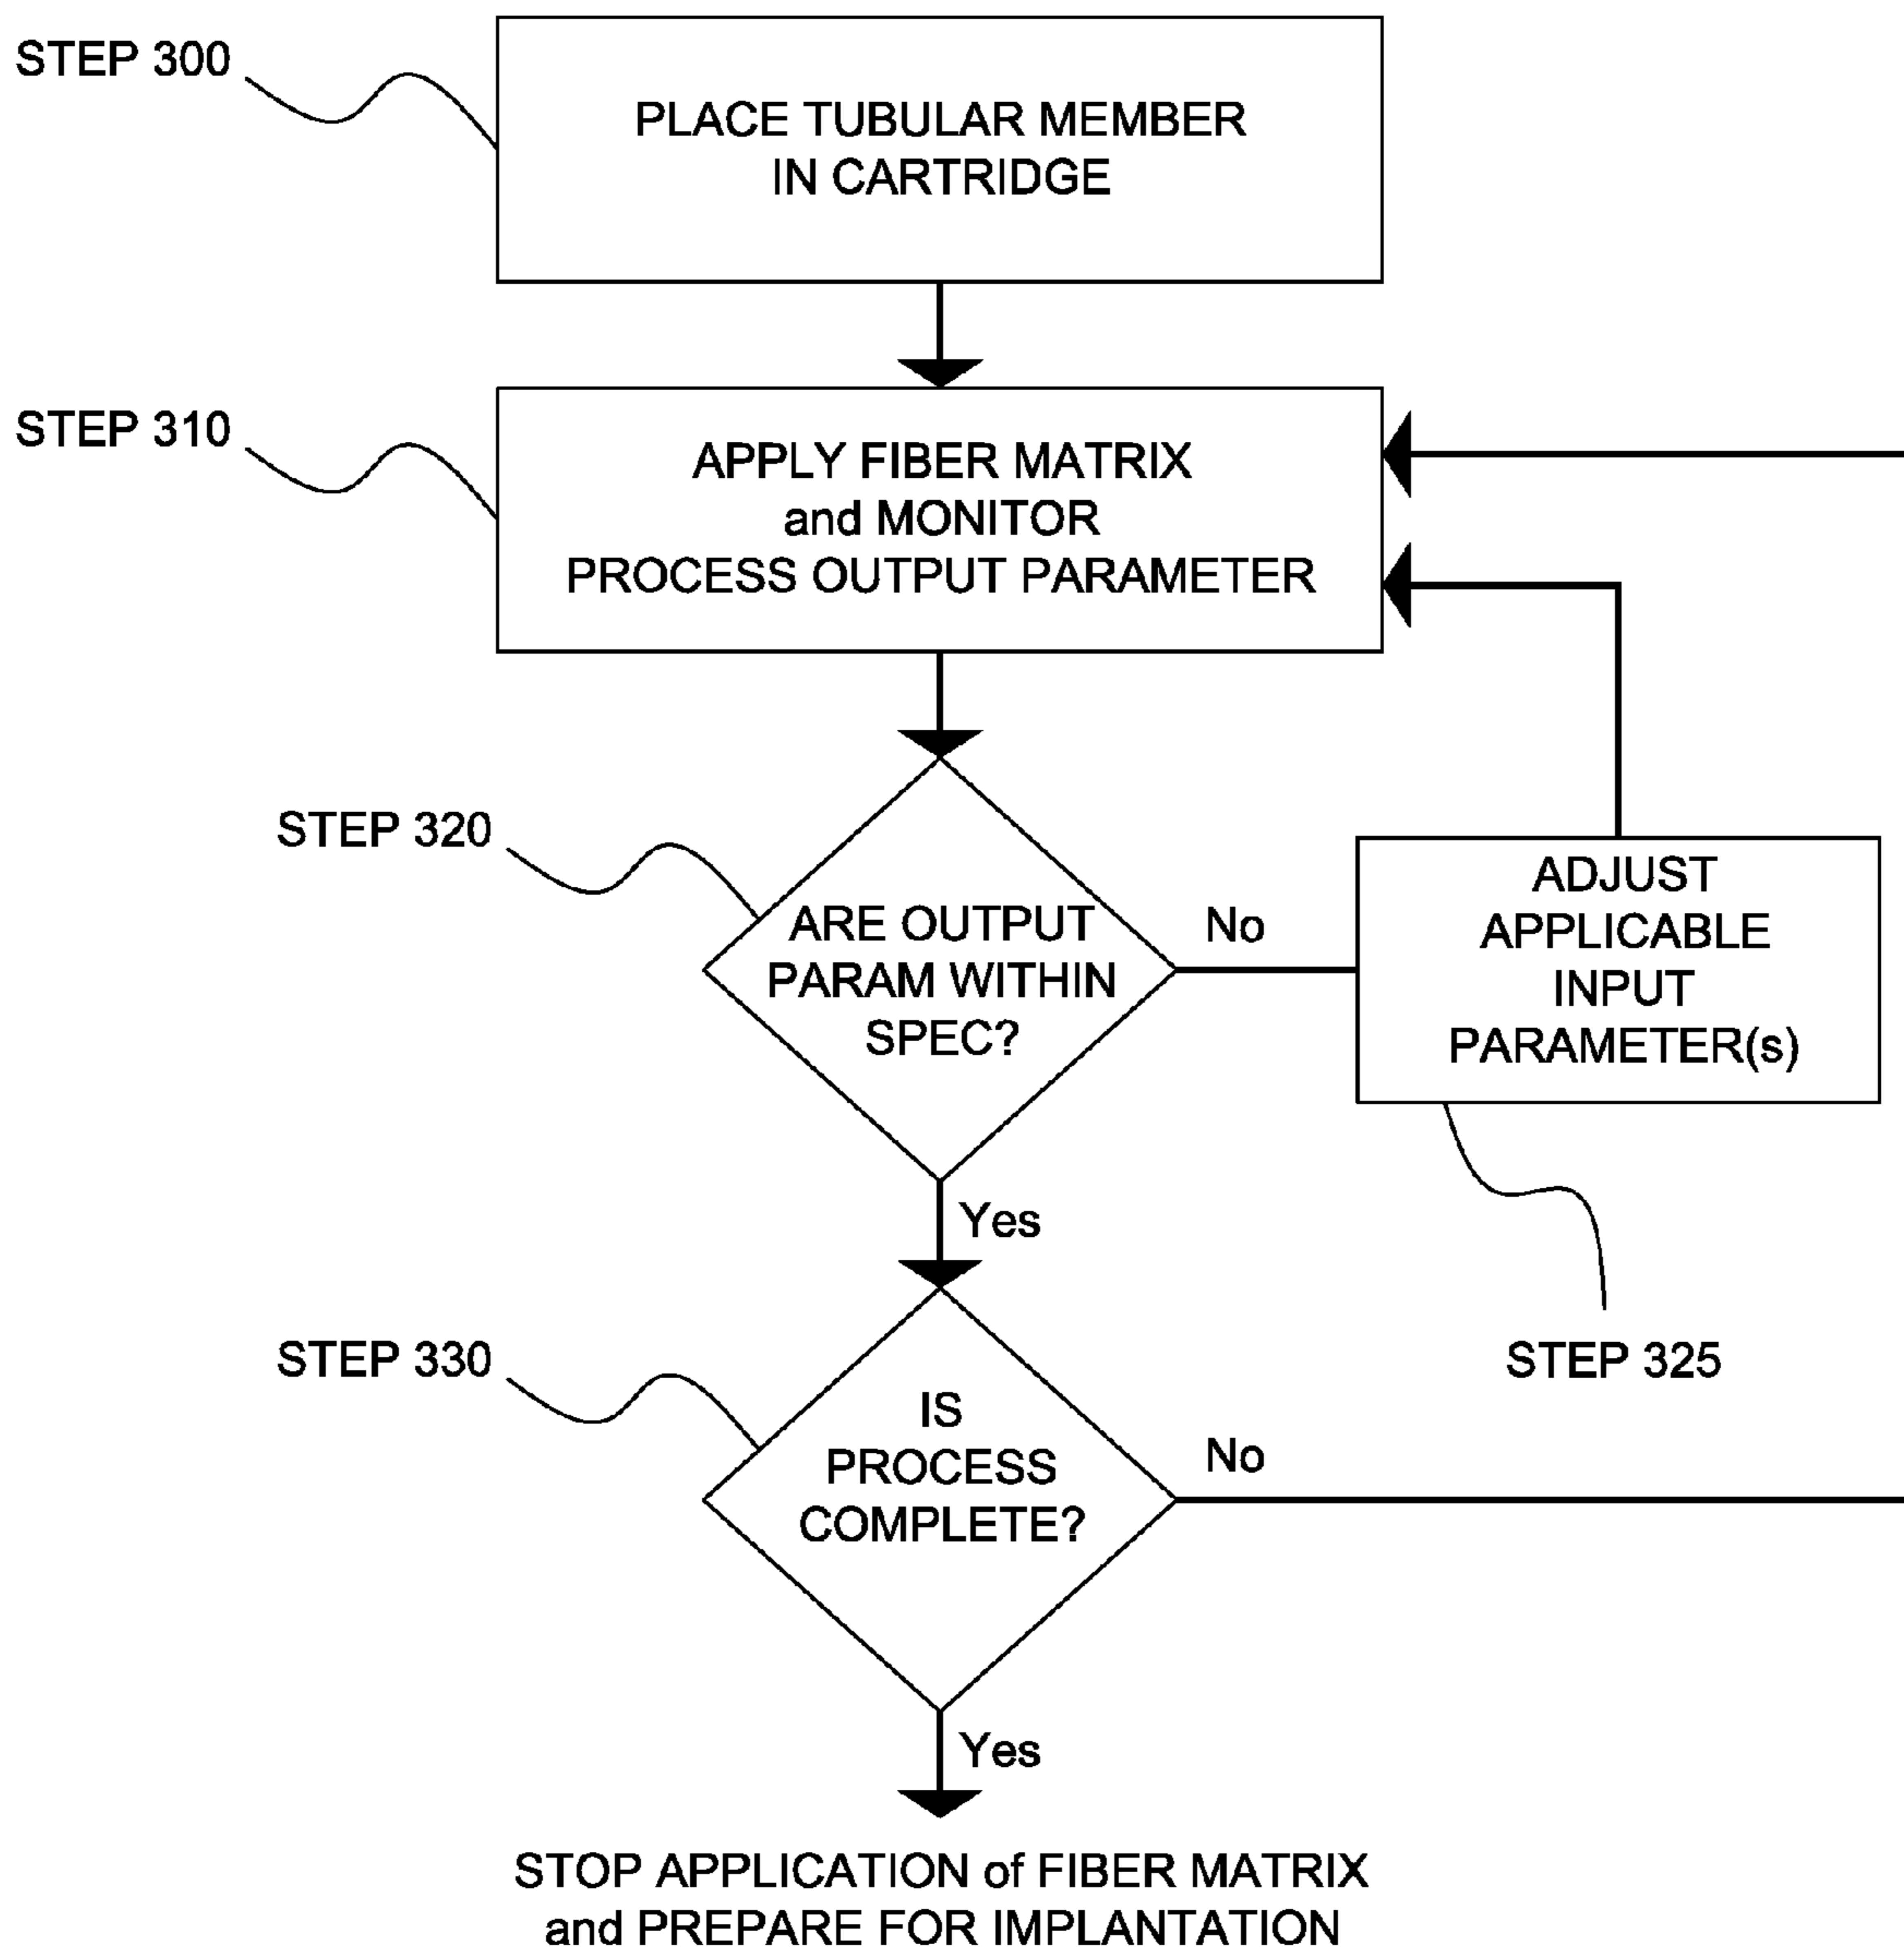 STEP 300
PLACE TUBULAR MEMBER
IN CARTRIDGE
STEP 310
APPLY FIBER MATRIX
and MONITOR
PROCESS OUTPUT PARAMETER
STEP 320
ARE OUTPUT
PARAM WITHIN
SPEC?
No
ADJUST
APPLICABLE
INPUT
PARAMETER(s)
Yes
STEP 325
STEP 330
IS
PROCESS
COMPLETE?
No
Yes
STOP APPLICATION of FIBER MATRIX
and PREPARE FOR IMPLANTATION